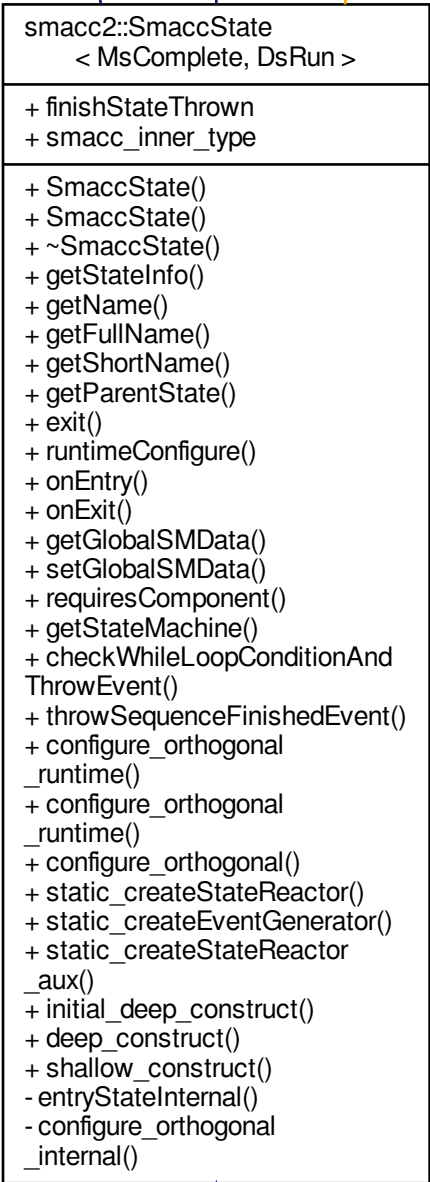 smacc2::SmaccState
< MsComplete, DsRun >
+ finishStateThrown
+ smacc_inner_type
+ SmaccState()
+ SmaccState()
+ ~SmaccState()
+ getStateInfo()
+ getName()
+ getFullName()
+ getShortName()
+ getParentState()
+ exit()
+ runtimeConfigure()
+ onEntry()
+ onExit()
+ getGlobalSMData()
+ setGlobalSMData()
+ requiresComponent()
+ getStateMachine()
+ checkWhileLoopConditionAnd
ThrowEvent()
+ throwSequenceFinishedEvent()
+ configure_orthogonal
_runtime()
+ configure_orthogonal
_runtime()
+ configure_orthogonal()
+ static_createStateReactor()
+ static_createEventGenerator()
+ static_createStateReactor
_aux()
+ initial_deep_construct()
+ deep_construct()
+ shallow_construct()
- entryStateInternal()
- configure_orthogonal
_internal()